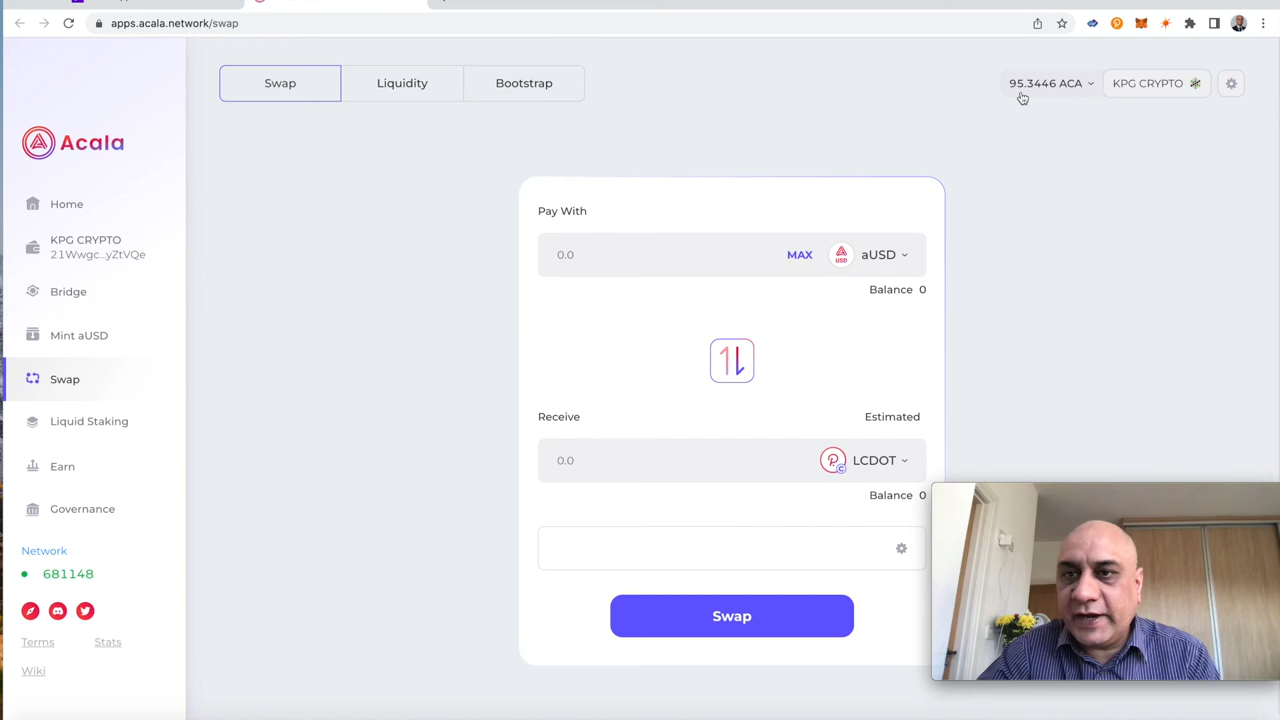 apps.acala.network/swap
Swap
Liquidity
Bootstrap
95.3446 ACA
KPG CRYPTO
Acala
Home
KPG CRYPTO
21Wwgc...yZtVQe
Bridge
Mint aUSD
Swap
Liquid Staking
Earn
Governance
Network
681148
Terms
Stats
Wiki
Pay With
0.0
MAX
USD
aUSD
Balance 0
Receive
Estimated
0.0
LCDOT
Balance 0
Swap